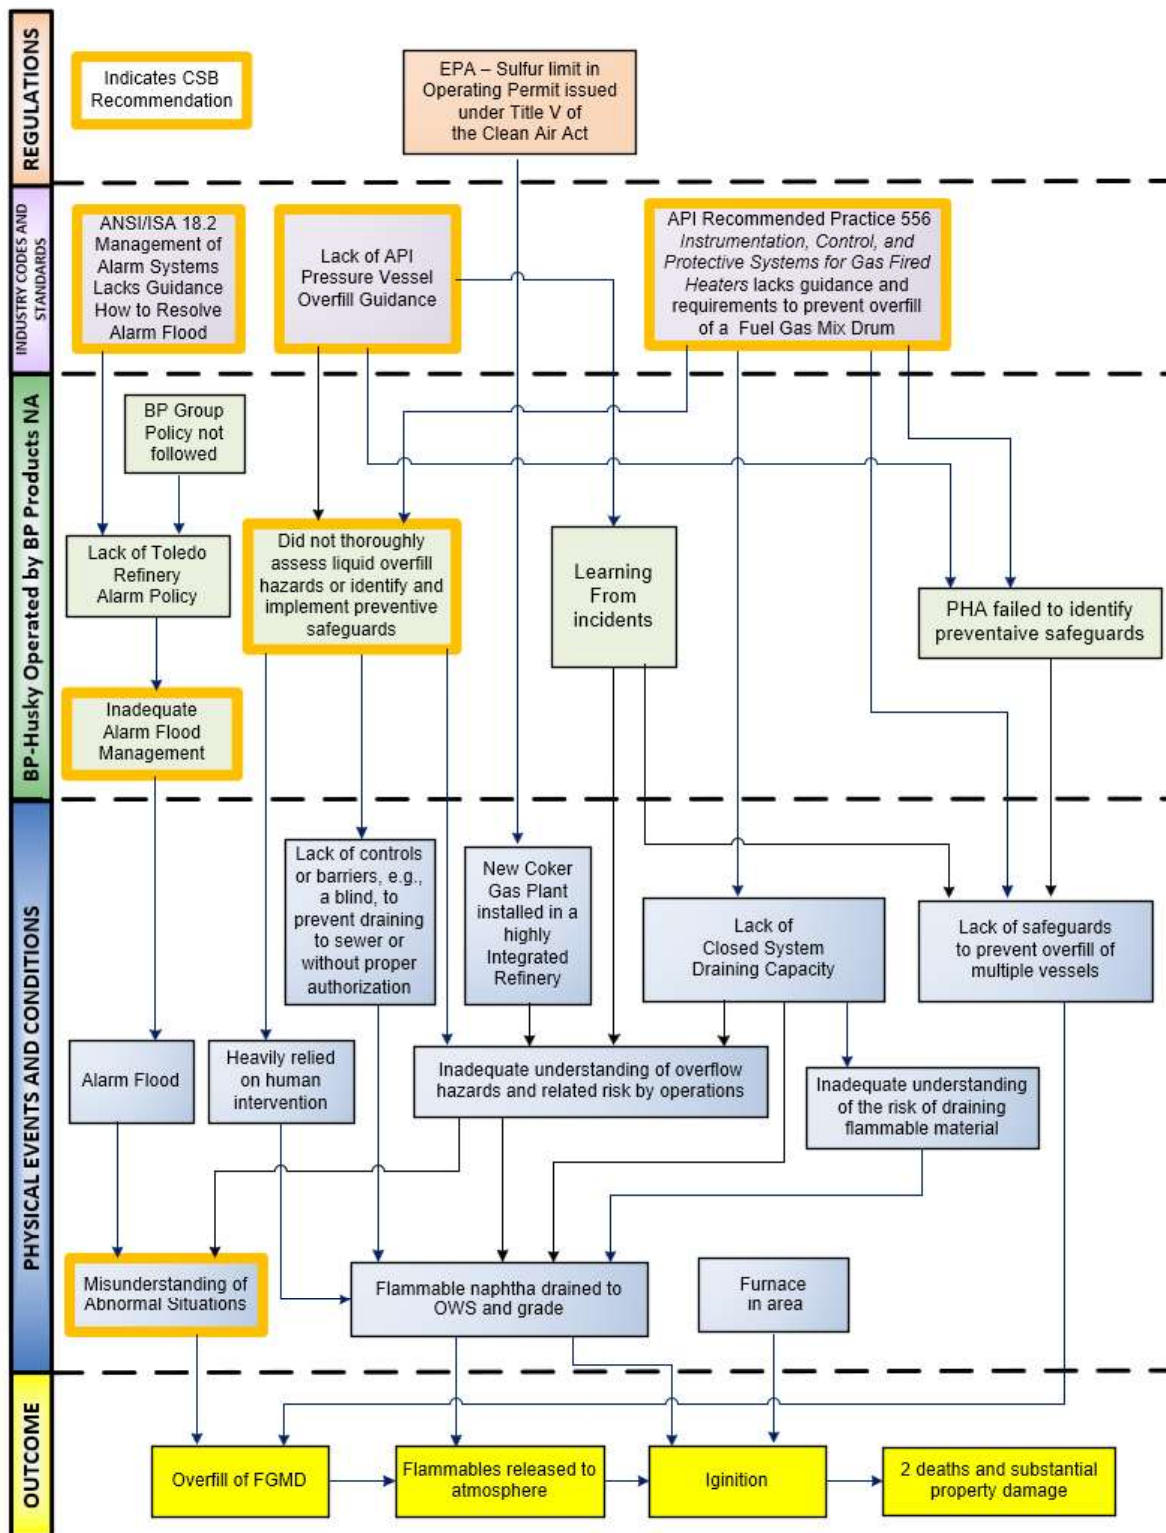 REGULATIONS
Indicates CSB
Recommendation
EPA – Sulfur limit in
Operating Permit issued
under Title V of
the Clean Air Act
INDUSTRY CODES AND
STANDARDS
ANSI/ISA 18.2
Management of
Alarm Systems
Lacks Guidance
How to Resolve
Alarm Flood
Lack of API
Pressure Vessel
Overfill Guidance
API Recommended Practice 556
Instrumentation, Control, and
Protective Systems for Gas Fired
Heaters lacks guidance and
requirements to prevent overfill
of a Fuel Gas Mix Drum
BP-Husky Operated by BP Products NA
BP Group
Policy not
followed
Lack of Toledo
Refinery
Alarm Policy
Did not thoroughly
assess liquid overfill
hazards or identify and
implement preventive
safeguards
Learning
From
incidents
PHA failed to identify
preventaive safeguards
Inadequate
Alarm Flood
Management
PHYSICAL EVENTS AND CONDITIONS
Lack of controls
or barriers, e.g.,
a blind, to
prevent draining
to sewer or
without proper
authorization
New Coker
Gas Plant
installed in a
highly
Integrated
Refinery
Lack of
Closed System
Draining Capacity
Lack of safeguards
to prevent overfill of
multiple vessels
Alarm Flood
Heavily relied
on human
intervention
Inadequate understanding of overflow
hazards and related risk by operations
Inadequate understanding
of the risk of draining
flammable material
Misunderstanding of
Abnormal Situations
Flammable naphtha drained to
OWS and grade
Furnace
in area
OUTCOME
Overfill of FGMD
Flammables released to
atmosphere
Iginition
2 deaths and substantial
property damage